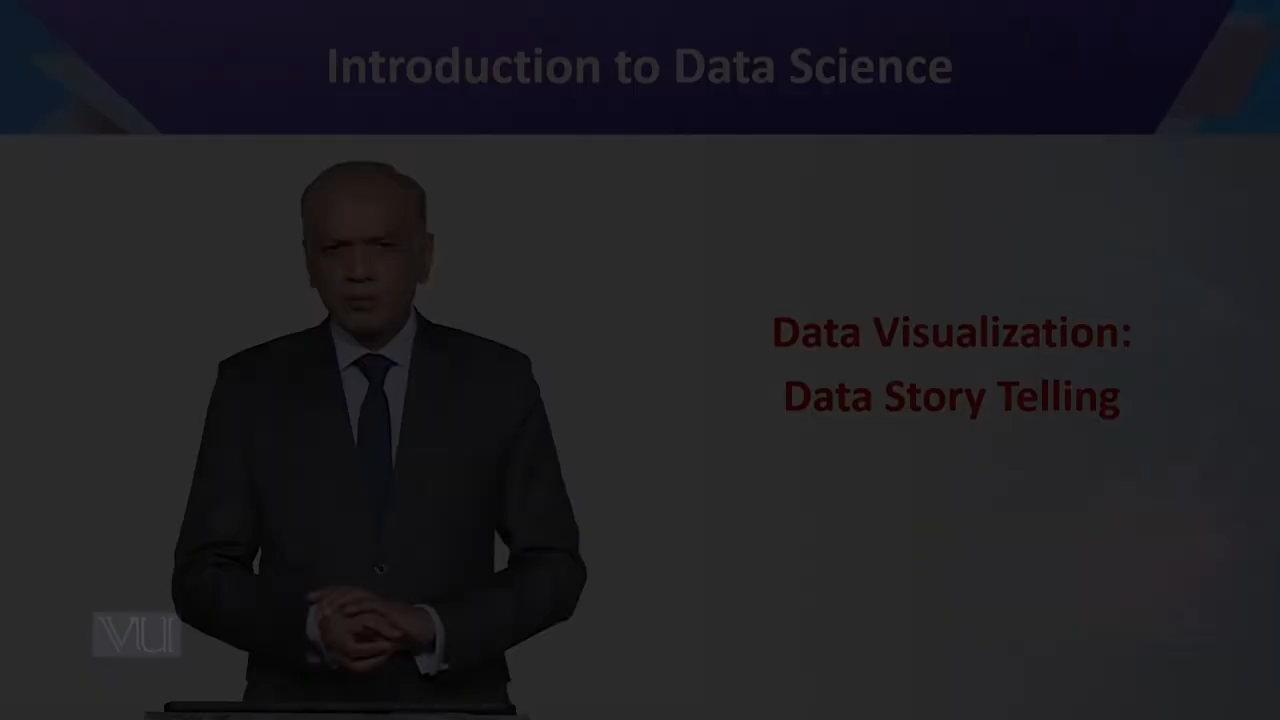 Introduction to Data Science
Data Visualization:
Data Story Telling
VU